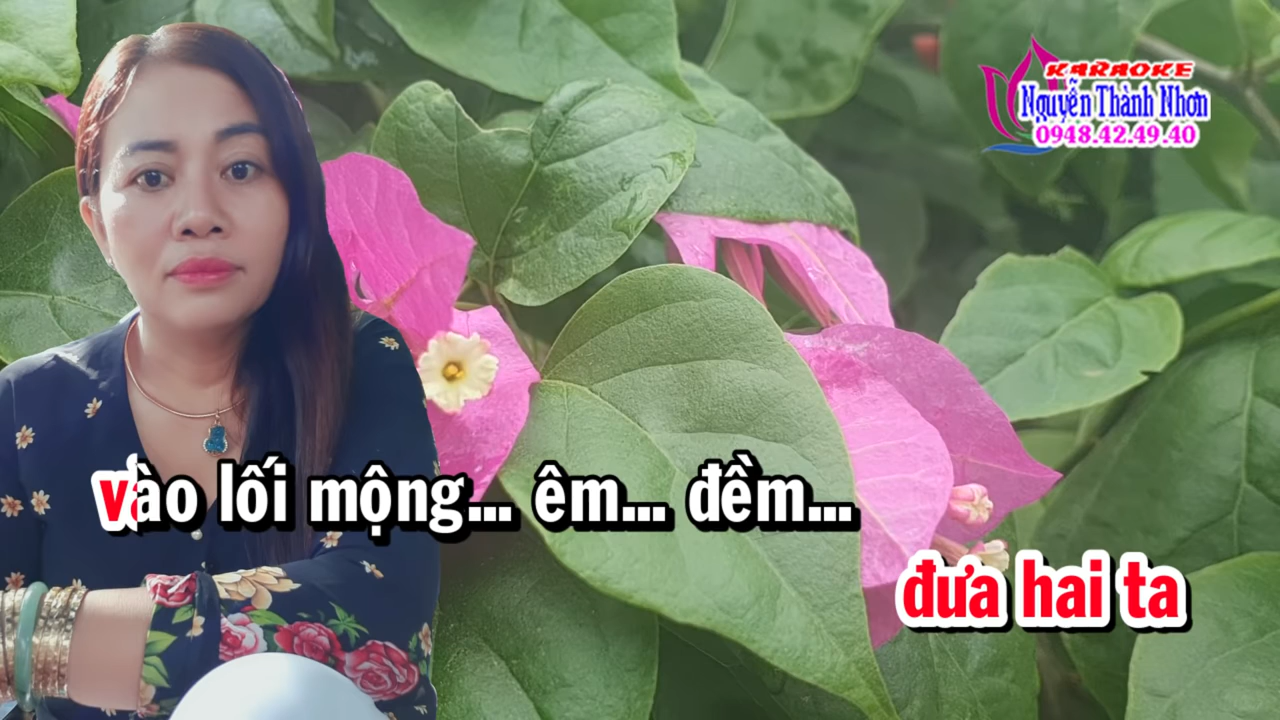 KARAOKE
Nguyễn Thành Nhơn
0948.42.49.40
vào lối mộng... êm... đềm...
đưa hai ta